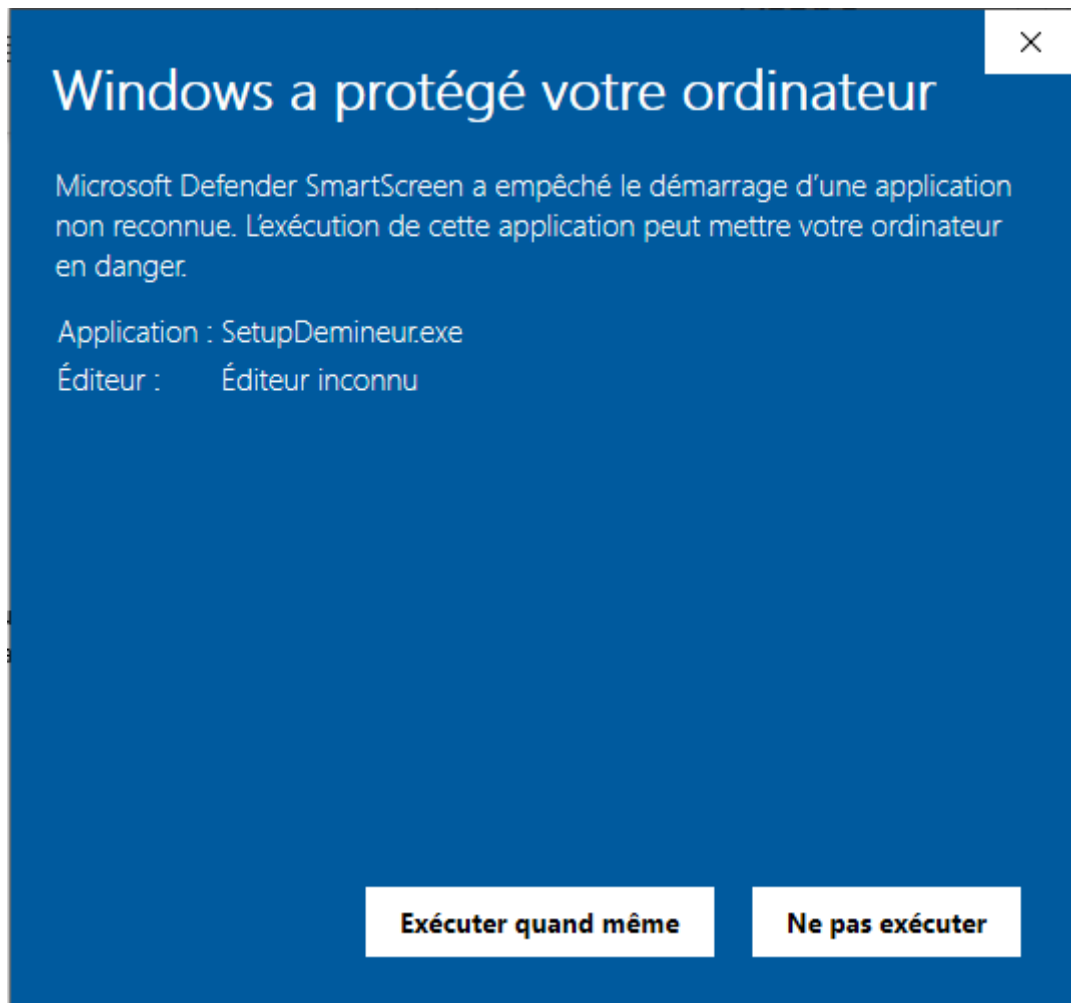 Windows a protégé votre ordinateur
Microsoft Defender SmartScreen a empêché le démarrage d’une application
non reconnue. L’exécution de cette application peut mettre votre ordinateur
en danger.
Application : SetupDemineur.exe
Éditeur : Éditeur inconnu
Exécuter quand même Ne pas exécuter